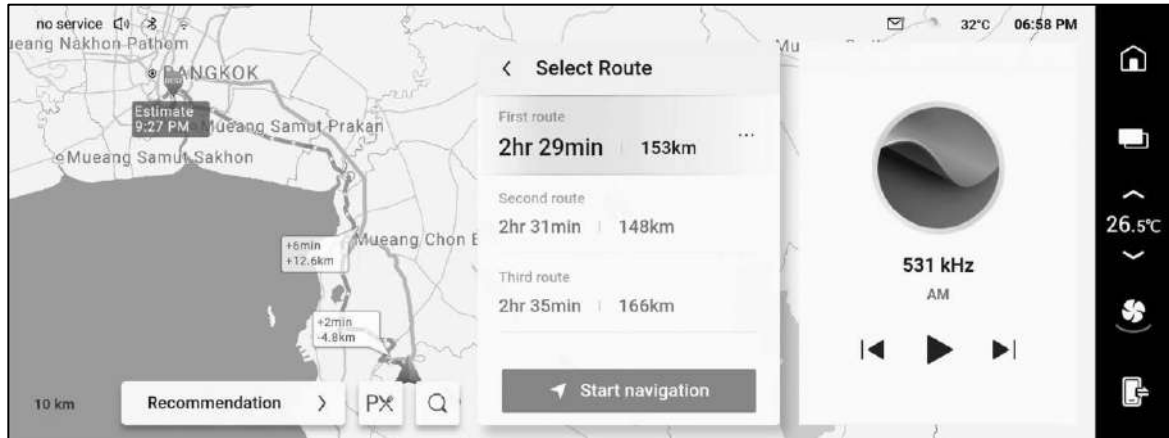 no service
32°C
06:58 PM
ueang Nakhon Pathom
BANGKOK
Estimate
9:27 PM
Mueang Samut Prakan
Mueang Samut Sakhon
+6min
+12.6km
Mueang Chon
+2min
-4.8km
10 km
Recommendation
Select Route
First route
2hr 29min 153km
...
Second route
2hr 31min 148km
Third route
2hr 35min 166km
Start navigation
531 kHz
AM
26.5°C